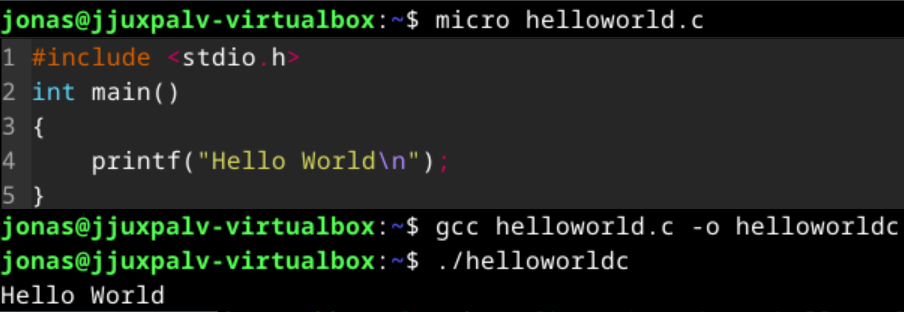 jonas@jjuxpalv-virtualbox:~$ micro helloworld.c
1 #include <stdio.h>
2 int main()
3 {
4     printf("Hello World\n");
5 }
jonas@jjuxpalv-virtualbox:~$ gcc helloworld.c -o helloworldc
jonas@jjuxpalv-virtualbox:~$ ./helloworldc
Hello World